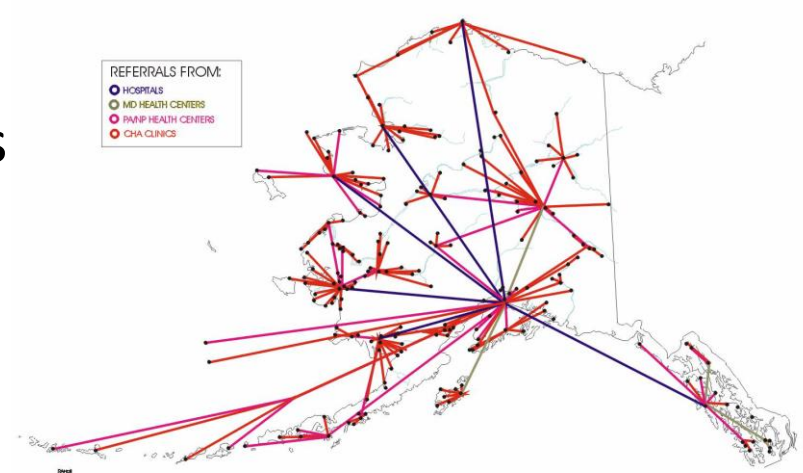 S
REFERRALS FROM:
HOSPITALS
MD HEALTH CENTERS
PA/NP HEALTH CENTERS
CHA CLINICS